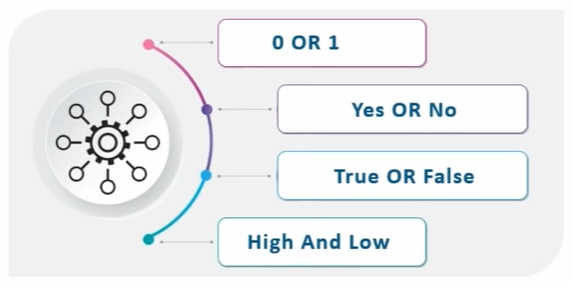 0 OR 1
Yes OR No
True OR False
High And Low